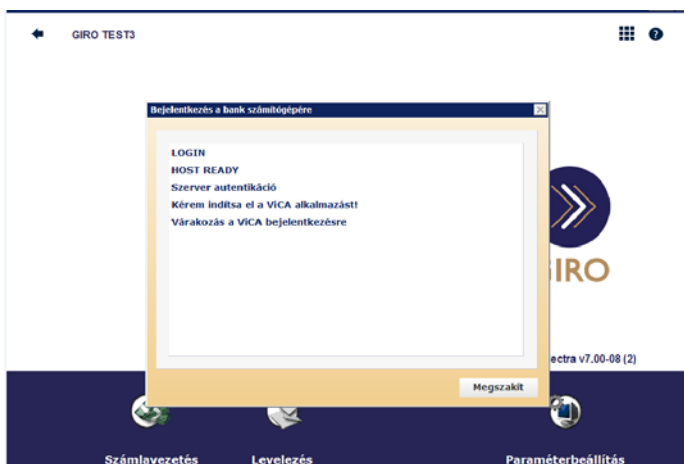 GIRO TEST3
Bejelentkezés a bank számítógépére
LOGIN
HOST READY
Szerver autentikáció
Kérem indítsa el a ViCA alkalmazást!
Várakozás a ViCA bejelentkezésre
IRO
ectra v7.00-08 (2)
Megszakít
Számlavezetés Levelezés Paraméterbeállítás